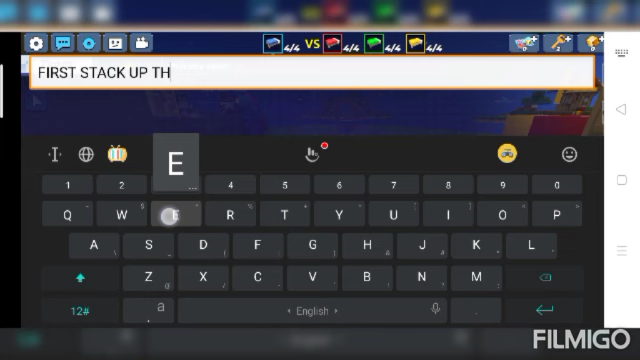 4/4 VS 4/4 4/4 4/4
FIRST STACK UP TH
E
1 2 4 5 6 7 8 9 0
Q W E R T Y U I O P
A S D F G H J K L
Z X C V B N M
12# a English .
FILMIGO